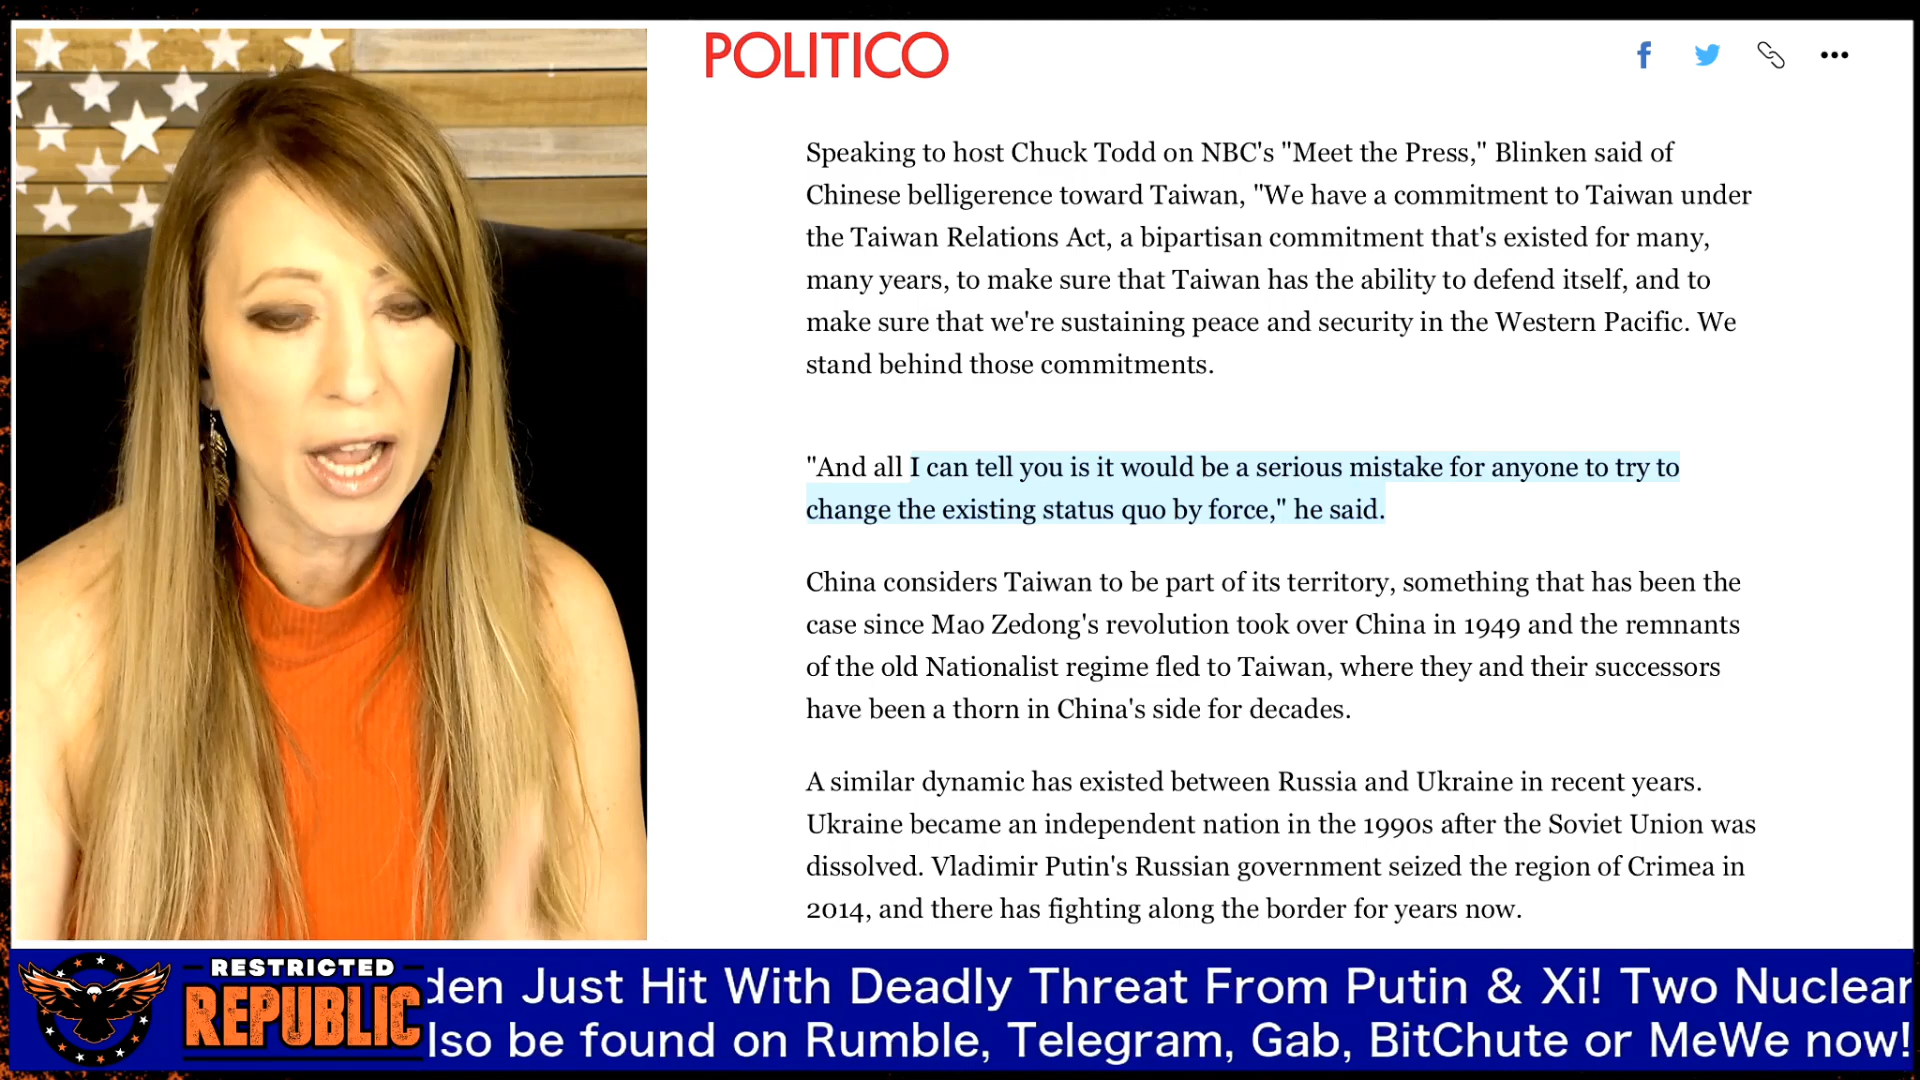 POLITICO
Speaking to host Chuck Todd on NBC's "Meet the Press," Blinken said of
Chinese belligerence toward Taiwan, "We have a commitment to Taiwan under
the Taiwan Relations Act, a bipartisan commitment that's existed for many,
many years, to make sure that Taiwan has the ability to defend itself, and to
make sure that we're sustaining peace and security in the Western Pacific. We
stand behind those commitments.
"And all I can tell you is it would be a serious mistake for anyone to try to
change the existing status quo by force," he said.
China considers Taiwan to be part of its territory, something that has been the
case since Mao Zedong's revolution took over China in 1949 and the remnants
of the old Nationalist regime fled to Taiwan, where they and their successors
have been a thorn in China's side for decades.
A similar dynamic has existed between Russia and Ukraine in recent years.
Ukraine became an independent nation in the 1990s after the Soviet Union was
dissolved. Vladimir Putin's Russian government seized the region of Crimea in
2014, and there has fighting along the border for years now.
RESTRICTED
REPUBLIC
den Just Hit With Deadly Threat From Putin & Xi! Two Nuclear
lso be found on Rumble, Telegram, Gab, BitChute or MeWe now!